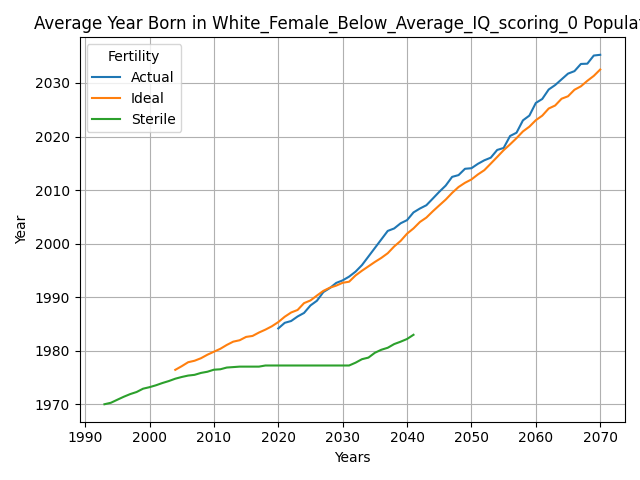 Average Year Born in White_Female_Below_Average_IQ_scoring_0 Populat
Fertility
Actual
Ideal
Sterile
Year
2030
2020
2010
2000
1990
1980
1970
1990 2000 2010 2020 2030 2040 2050 2060 2070
Years